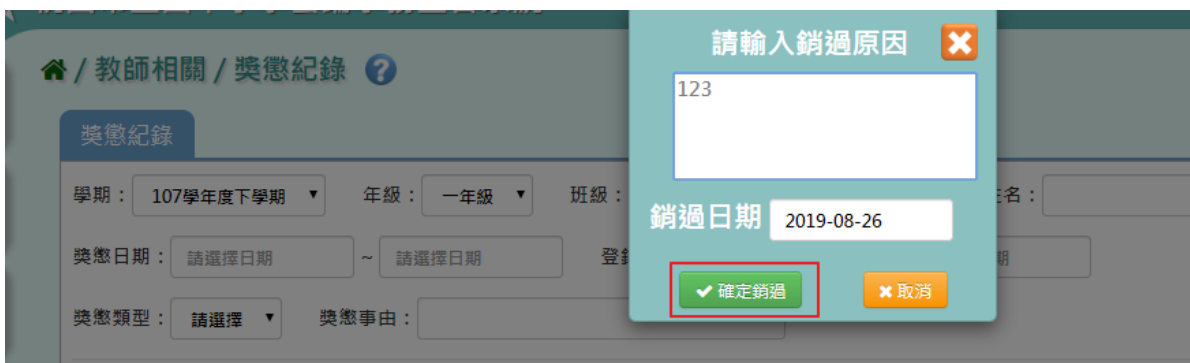 請輸入銷過原因
/ 教師相關 / 獎懲紀錄
123
獎懲紀錄
學期： 107學年度下學期 年級： 一年級 班級： 名：
銷過日期 2019-08-26
獎懲日期： 請選擇日期 ~ 請選擇日期 登 期
確定銷過 取消
獎懲類型： 請選擇 獎懲事由：